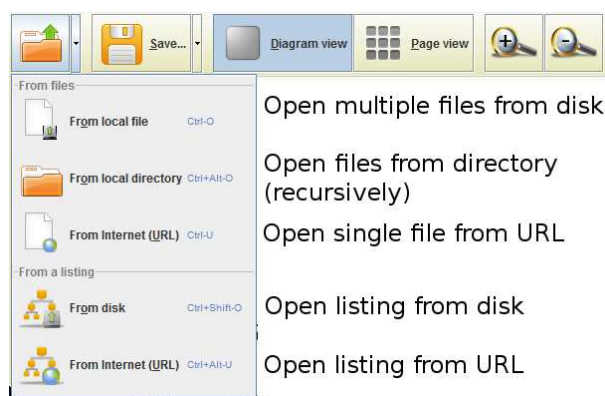 Save...
Diagram view
Page view
From files
From local file Ctrl-O
Open multiple files from disk
From local directory Ctrl+Alt-O
Open files from directory
(recursively)
From Internet (URL) Ctrl-U
Open single file from URL
From a listing
From disk Ctrl+Shift-O
Open listing from disk
From Internet (URL) Ctrl+Alt-U
Open listing from URL